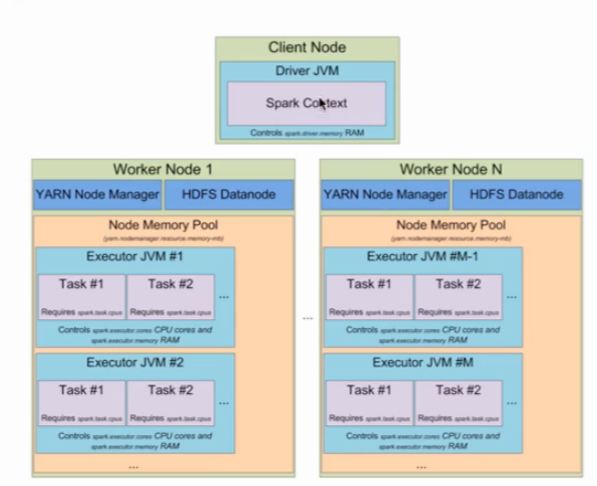 Client Node
Driver JVM
Spark Context
Controls spark.driver.memory RAM
Worker Node 1
YARN Node Manager
HDFS Datanode
Node Memory Pool
(yarn.nodemanager.resource.memory-mb)
Executor JVM #1
Task #1
Task #2
...
Requires spark.task.cpus
Requires spark.task.cpus
Controls spark.executor.cores CPU cores and
spark.executor.memory RAM
Executor JVM #2
Task #1
Task #2
...
Requires spark.task.cpus
Requires spark.task.cpus
Controls spark.executor.cores CPU cores and
spark.executor.memory RAM
...
...
Worker Node N
YARN Node Manager
HDFS Datanode
Node Memory Pool
(yarn.nodemanager.resource.memory-mb)
Executor JVM #M-1
Task #1
Task #2
...
Requires spark.task.cpus
Requires spark.task.cpus
Controls spark.executor.cores CPU cores and
spark.executor.memory RAM
Executor JVM #M
Task #1
Task #2
...
Requires spark.task.cpus
Requires spark.task.cpus
Controls spark.executor.cores CPU cores and
spark.executor.memory RAM
...